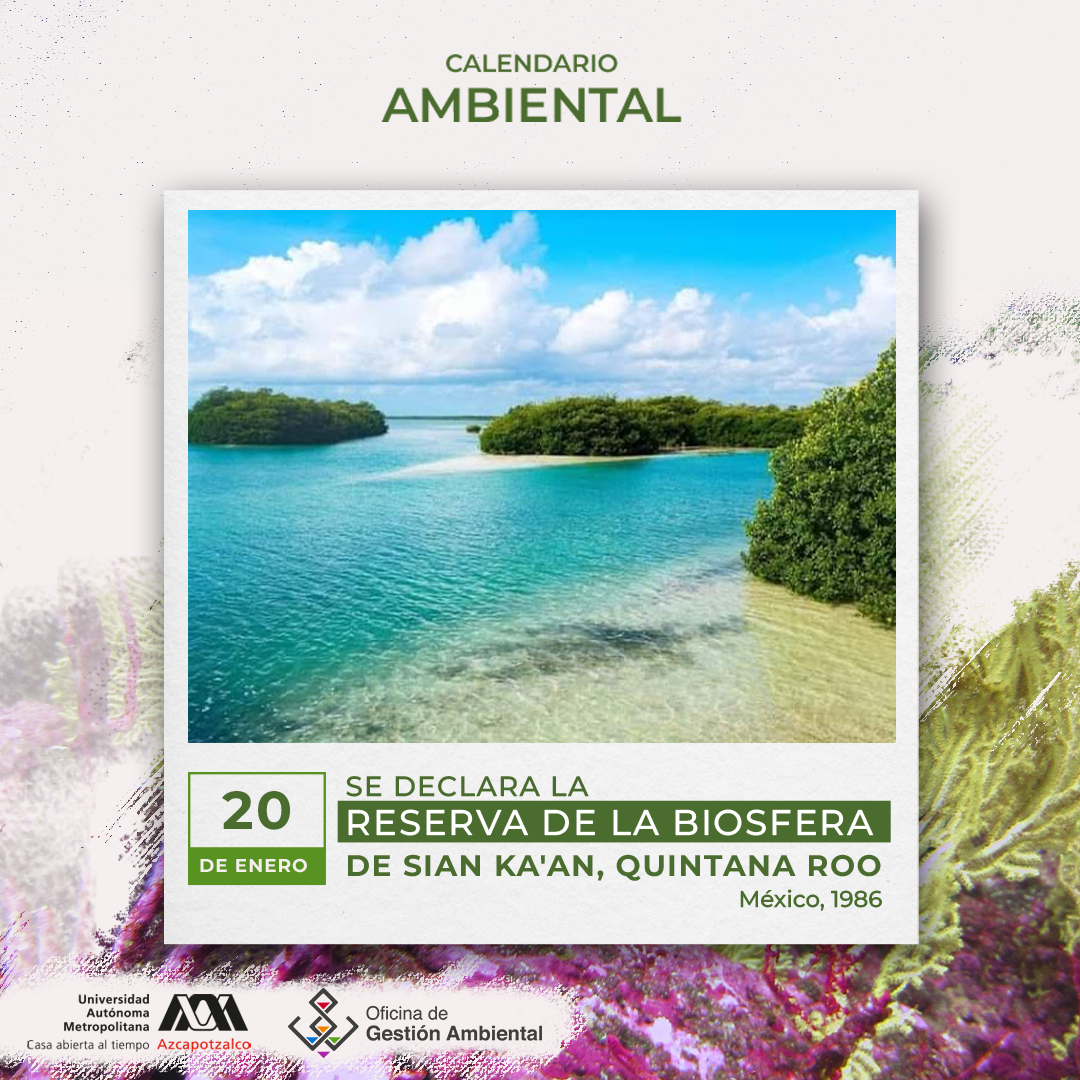 CALENDARIO
AMBIENTAL
20
DE ENERO
SE DECLARA LA
RESERVA DE LA BIOSFERA
DE SIAN KA'AN, QUINTANA ROO
México, 1986
Universidad
Autónoma
Metropolitana
Casa abierta al tiempo Azcapotzalco
Oficina de
Gestión Ambiental